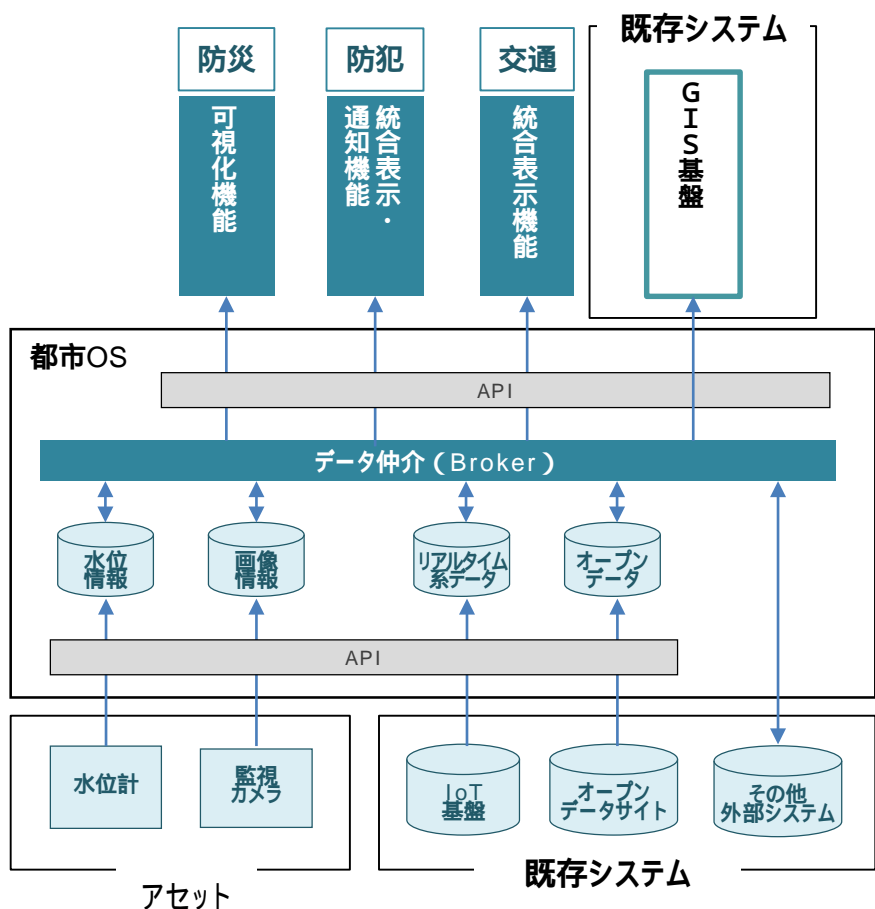 既存システム
防災
防犯
交通
可視化機能
統合表示・
通知機能
統合表示機能
GIS基盤
都市OS
API
データ仲介（Broker）
水位
情報
画像
情報
リアルタイム
系データ
オープン
データ
API
水位計
監視
カメラ
IoT
基盤
オープン
データサイト
その他
外部システム
アセット
既存システム